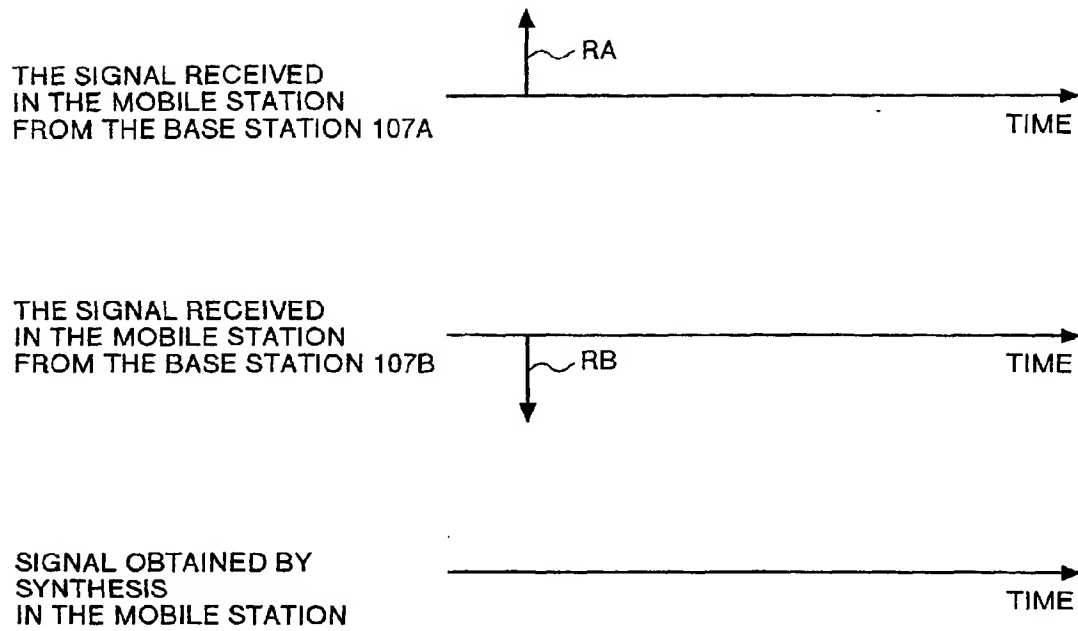 RA
THE SIGNAL RECEIVED
IN THE MOBILE STATION
FROM THE BASE STATION 107A
TIME
THE SIGNAL RECEIVED
IN THE MOBILE STATION
FROM THE BASE STATION 107B
RB
TIME
SIGNAL OBTAINED BY
SYNTHESIS
IN THE MOBILE STATION
TIME